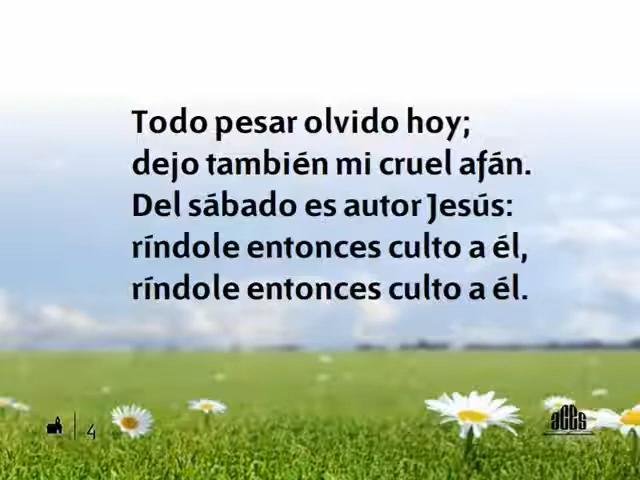 Todo pesar olvido hoy;
dejo también mi cruel afán.
Del sábado es autor Jesús:
ríndole entonces culto a él,
ríndole entonces culto a él.
4
aces